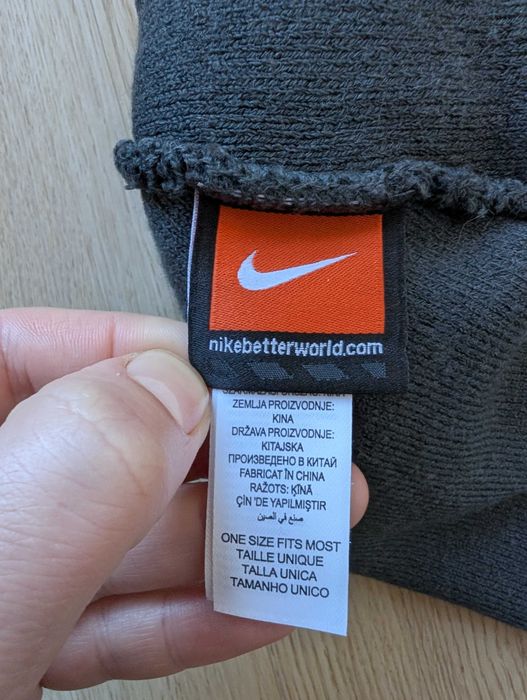 nikebetterworld.com
ZEMLJA PROIZVODNJE:
KINA
DRŽAVA PROIZVODNJE:
KITAJSKA
ПРОИЗВЕДЕНО В КИТАЙ
FABRICAT ÎN CHINA
RAŽOTS: ĶĪNĀ
ÇİN 'DE YAPILMIŞTIR
صنع في الصين
ONE SIZE FITS MOST
TAILLE UNIQUE
TALLA UNICA
TAMANHO UNICO